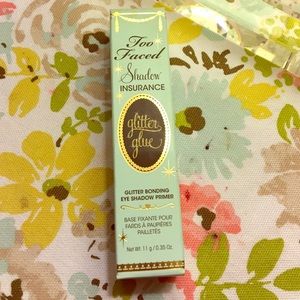 Too
Faced
Shadow
INSURANCE
glitter
glue
GLITTER BONDING
EYE SHADOW PRIMER
BASE FIXANTE POUR
FARDS À PAUPIÈRES
PAILLETÉS
Net Wt. 11 g / 0.35 Oz.